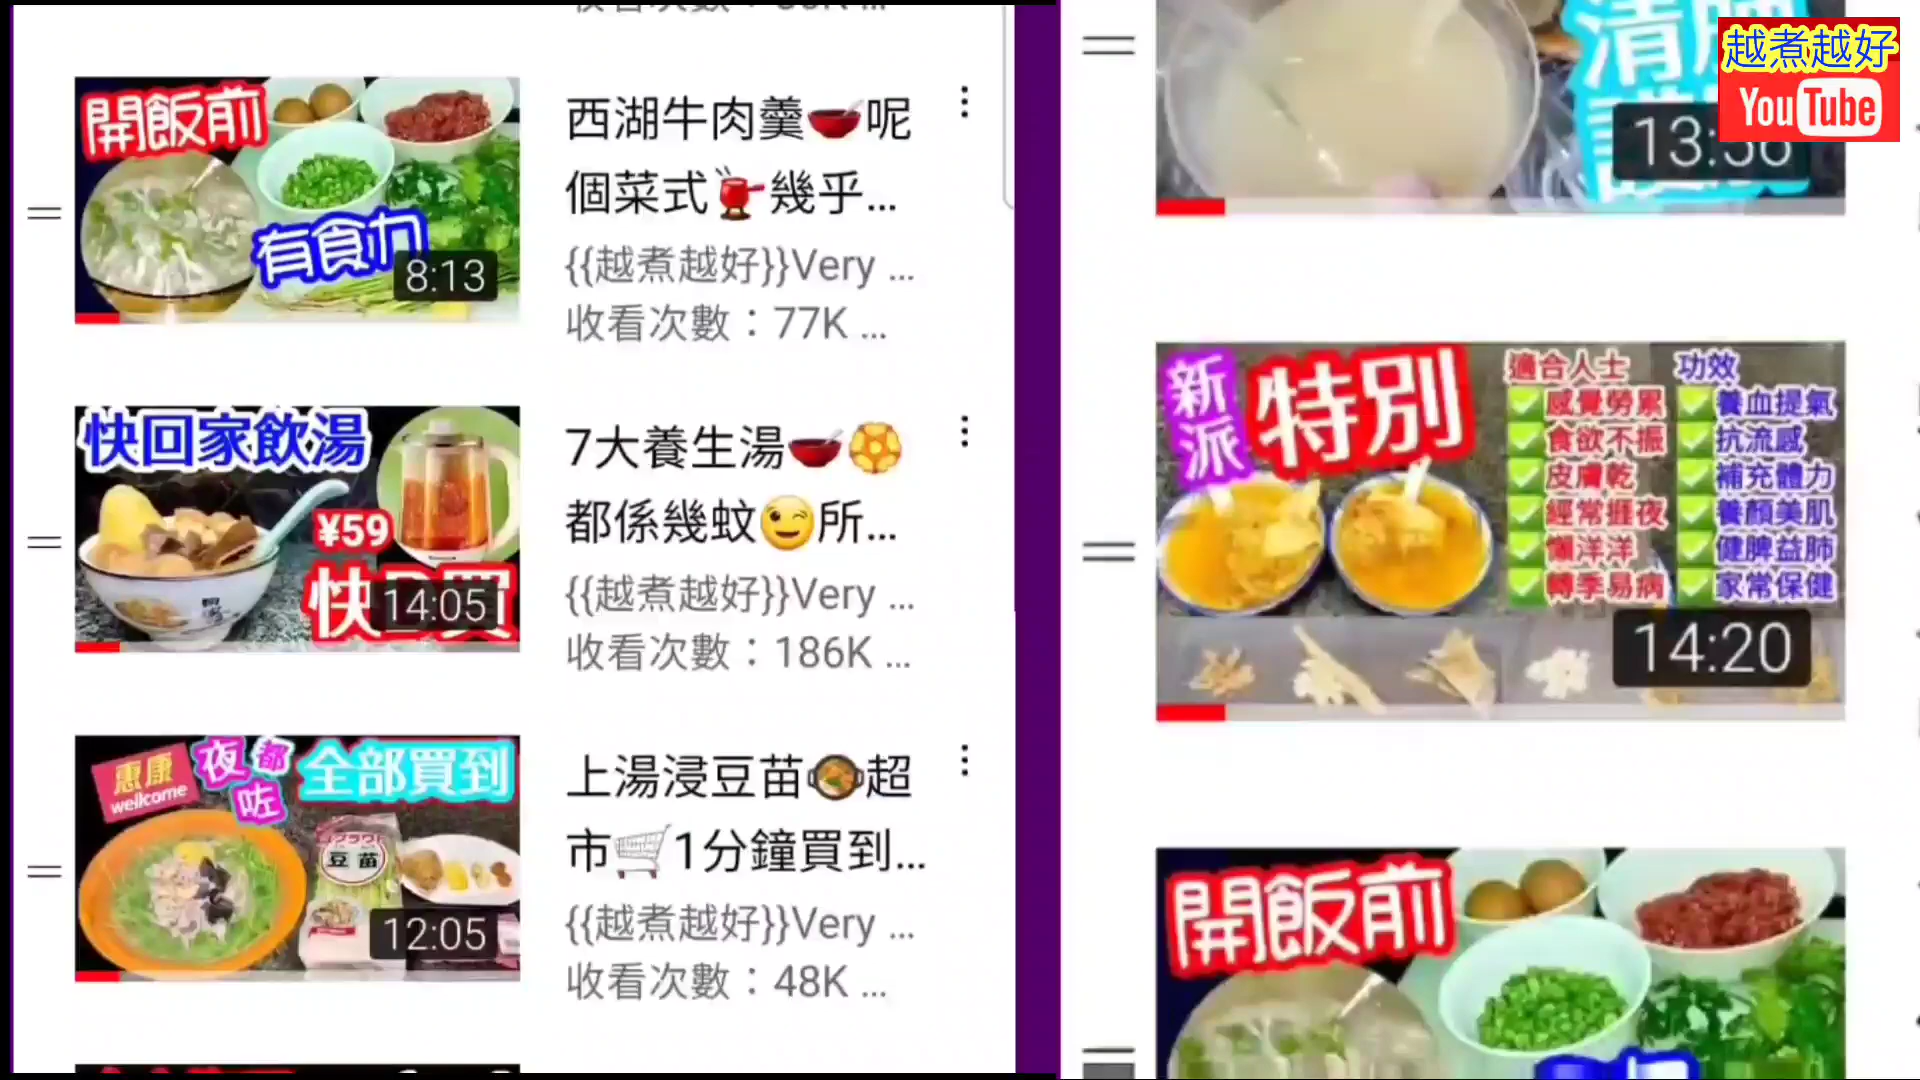 開飯前
有食力
8:13
西湖牛肉羹🥣呢
個菜式🫕幾乎...
{{越煮越好}}Very ...
收看次數：77K ...
快回家飲湯
¥59
快D買
14:05
7大養生湯🥣🏵️
都係幾蚊😉所...
{{越煮越好}}Very ...
收看次數：186K ...
惠康
wellcome
夜都咗
全部買到
豆苗
12:05
上湯浸豆苗🥘超
市🛒1分鐘買到...
{{越煮越好}}Very ...
收看次數：48K ...
越煮越好
YouTube
清肺
13:56
新派
特別
適合人士
功效
感覺勞累
養血提氣
食欲不振
抗流感
皮膚乾
補充體力
經常捱夜
養顏美肌
懶洋洋
健脾益肺
轉季易病
家常保健
14:20
開飯前